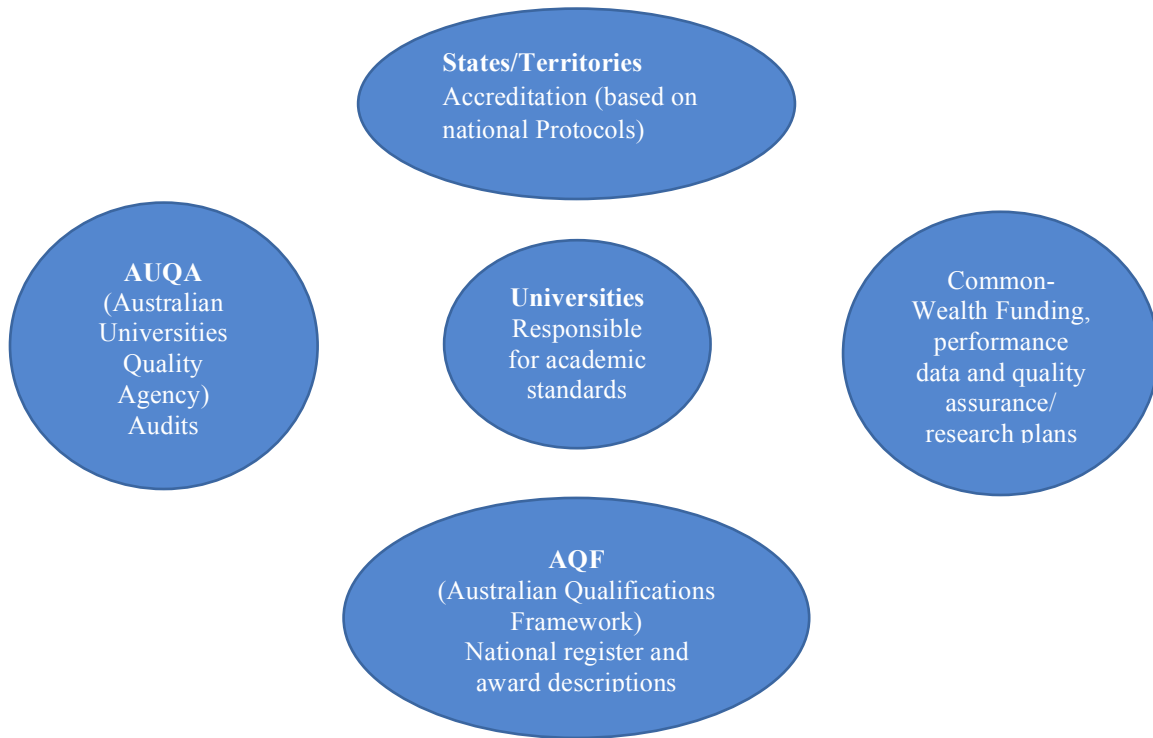 States/Territories
Accreditation (based on
national Protocols)
AUQA
(Australian
Universities
Quality
Agency)
Audits
Universities
Responsible
for academic
standards
Common-
Wealth Funding,
performance
data and quality
assurance/
research plans
AQF
(Australian Qualifications
Framework)
National register and
award descriptions